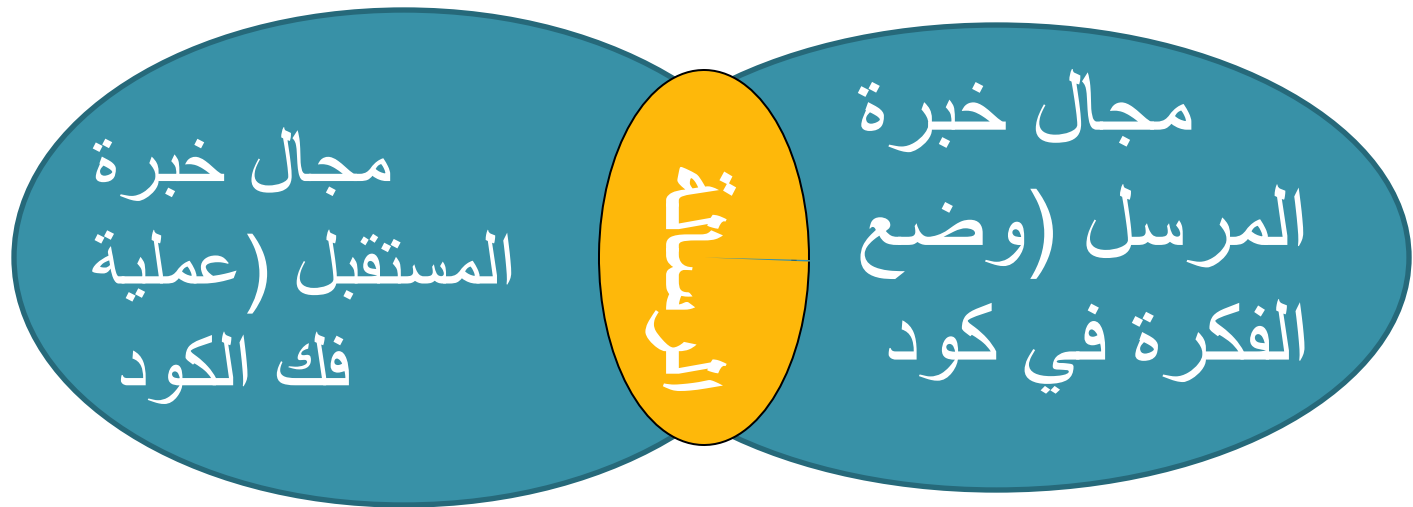 مجال خبرة
المرسل (وضع
الفكرة في كود
الرسالة
مجال خبرة
المستقبل (عملية
فك الكود